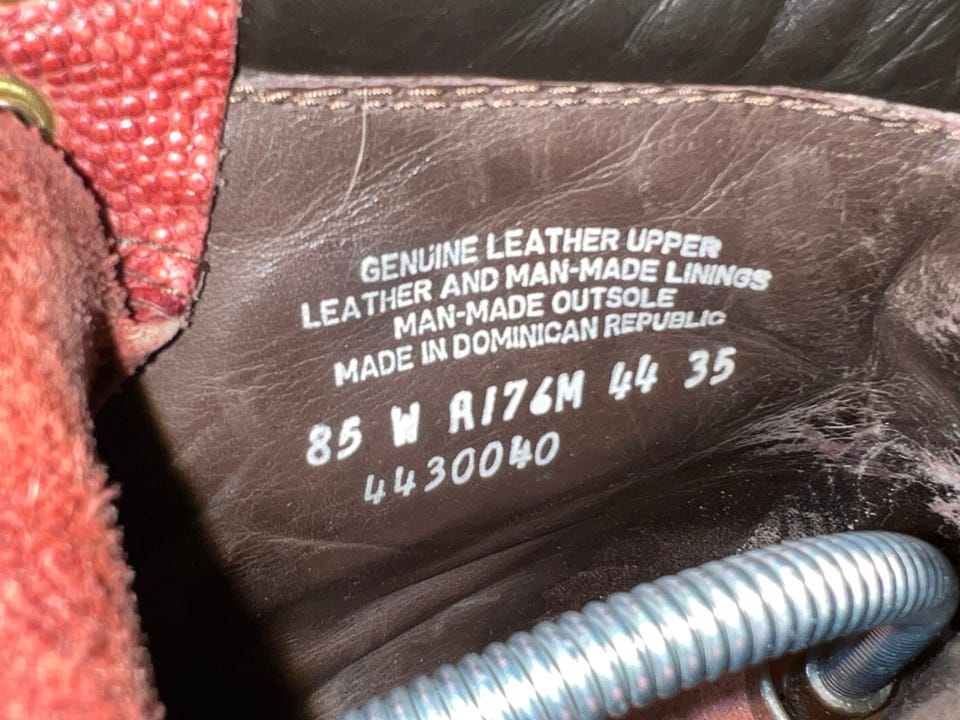 GENUINE LEATHER UPPER
LEATHER AND MAN-MADE LININGS
MAN-MADE OUTSOLE
MADE IN DOMINICAN REPUBLIC
85 W R176M 44 35
4430040